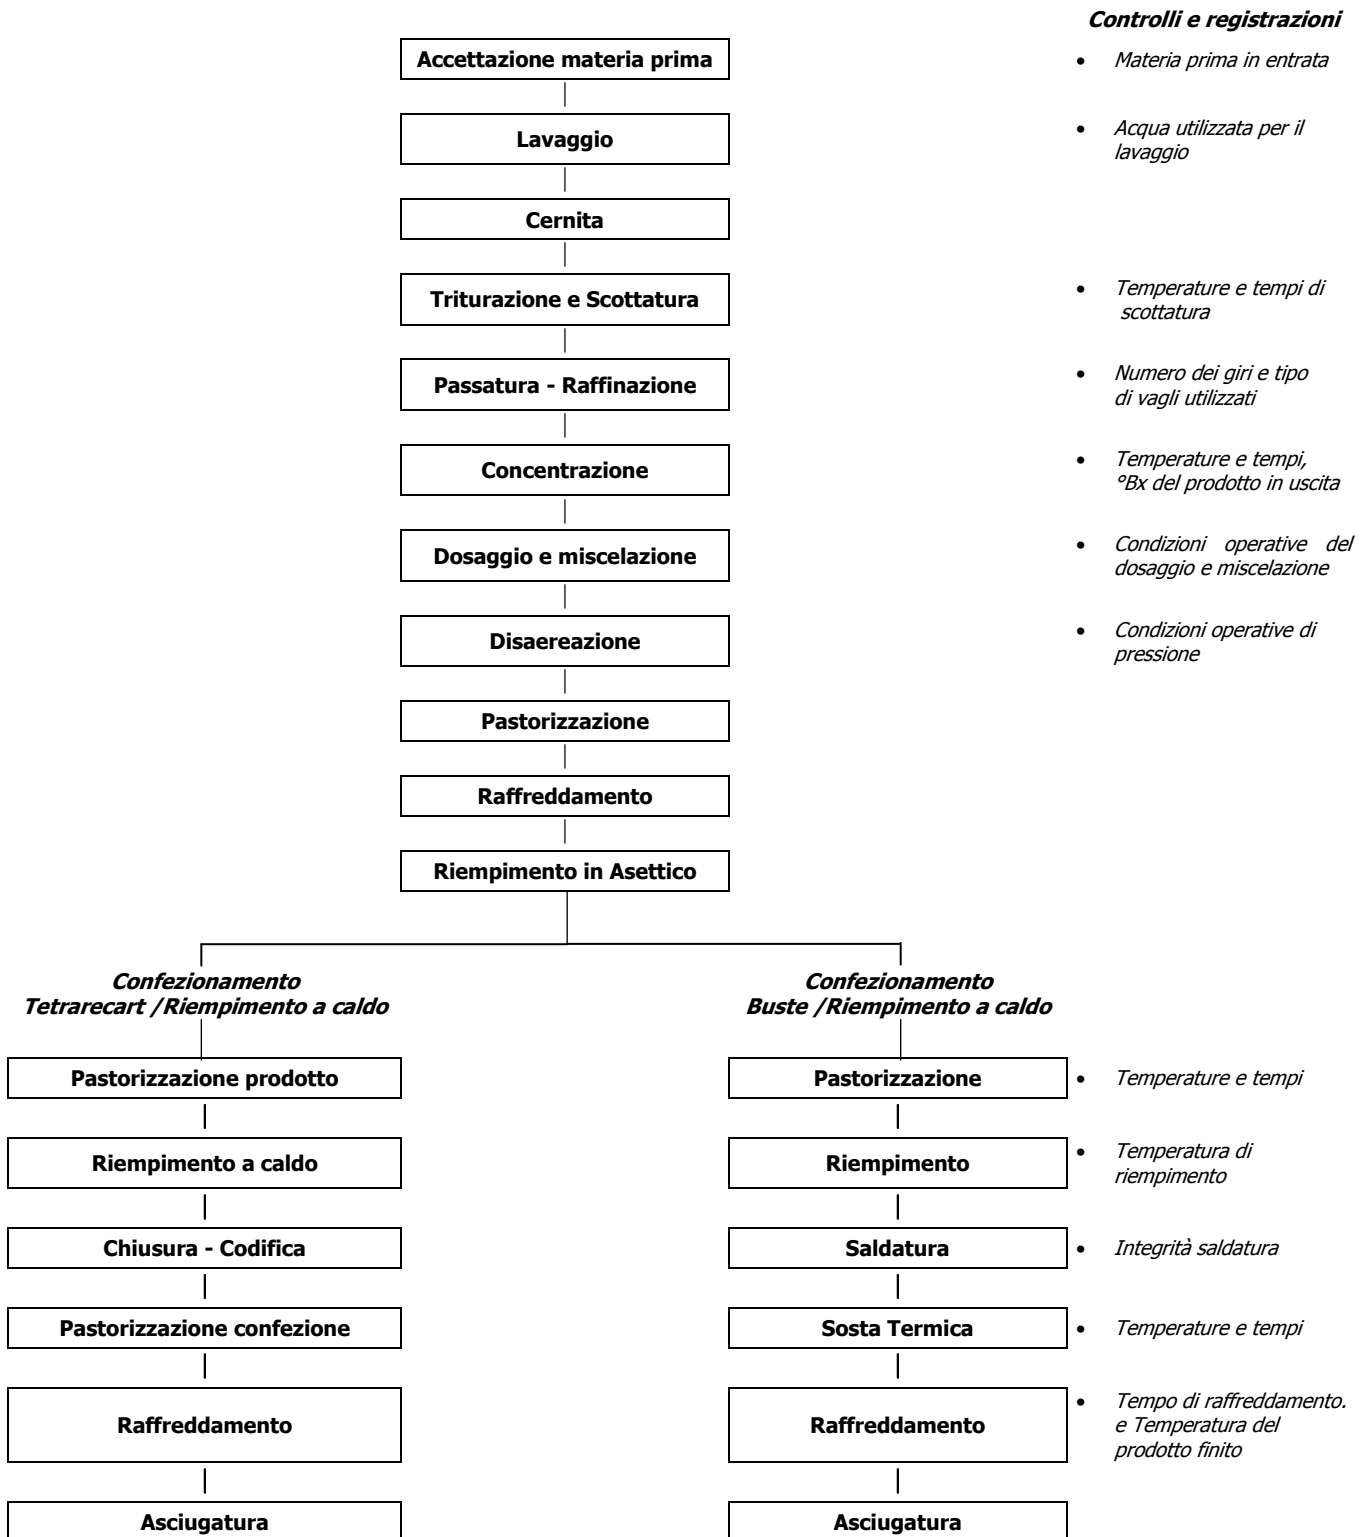 Controlli e registrazioni
Accettazione materia prima
• Materia prima in entrata
Lavaggio
• Acqua utilizzata per il
lavaggio
Cernita
Triturazione e Scottatura
• Temperature e tempi di
scottatura
Passatura - Raffinazione
• Numero dei giri e tipo
di vagli utilizzati
Concentrazione
• Temperature e tempi,
°Bx del prodotto in uscita
Dosaggio e miscelazione
• Condizioni operative del
dosaggio e miscelazione
Disaereazione
• Condizioni operative di
pressione
Pastorizzazione
Raffreddamento
Riempimento in Asettico
Confezionamento
Tetrarecart /Riempimento a caldo
Confezionamento
Buste /Riempimento a caldo
Pastorizzazione prodotto
Pastorizzazione
• Temperature e tempi
Riempimento a caldo
Riempimento
• Temperatura di
riempimento
Chiusura - Codifica
Saldatura
• Integrità saldatura
Pastorizzazione confezione
Sosta Termica
• Temperature e tempi
Raffreddamento
Raffreddamento
• Tempo di raffreddamento.
e Temperatura del
prodotto finito
Asciugatura
Asciugatura